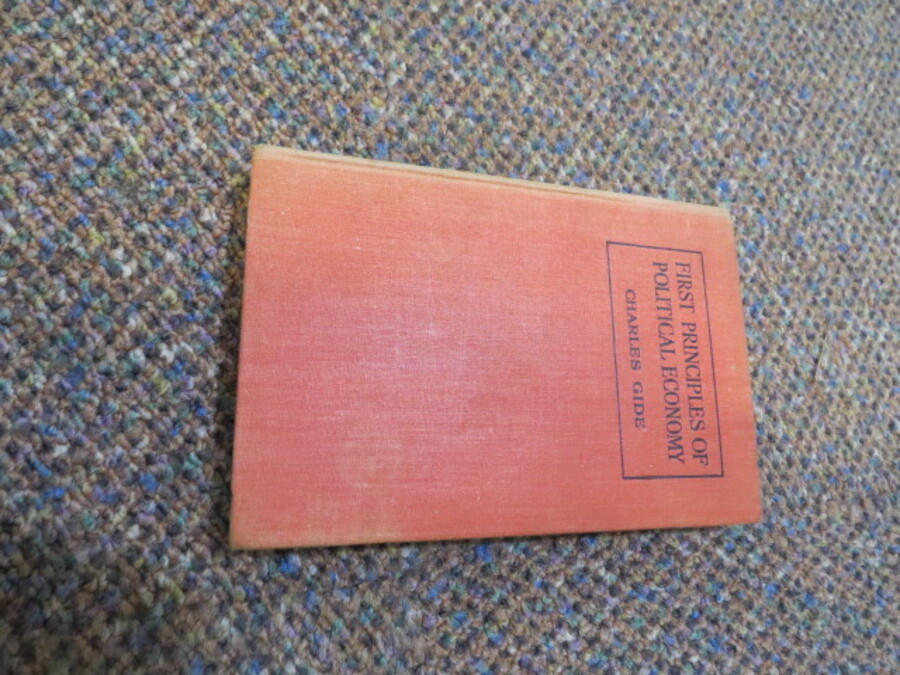 FIRST PRINCIPLES OF
POLITICAL ECONOMY
CHARLES GIDE